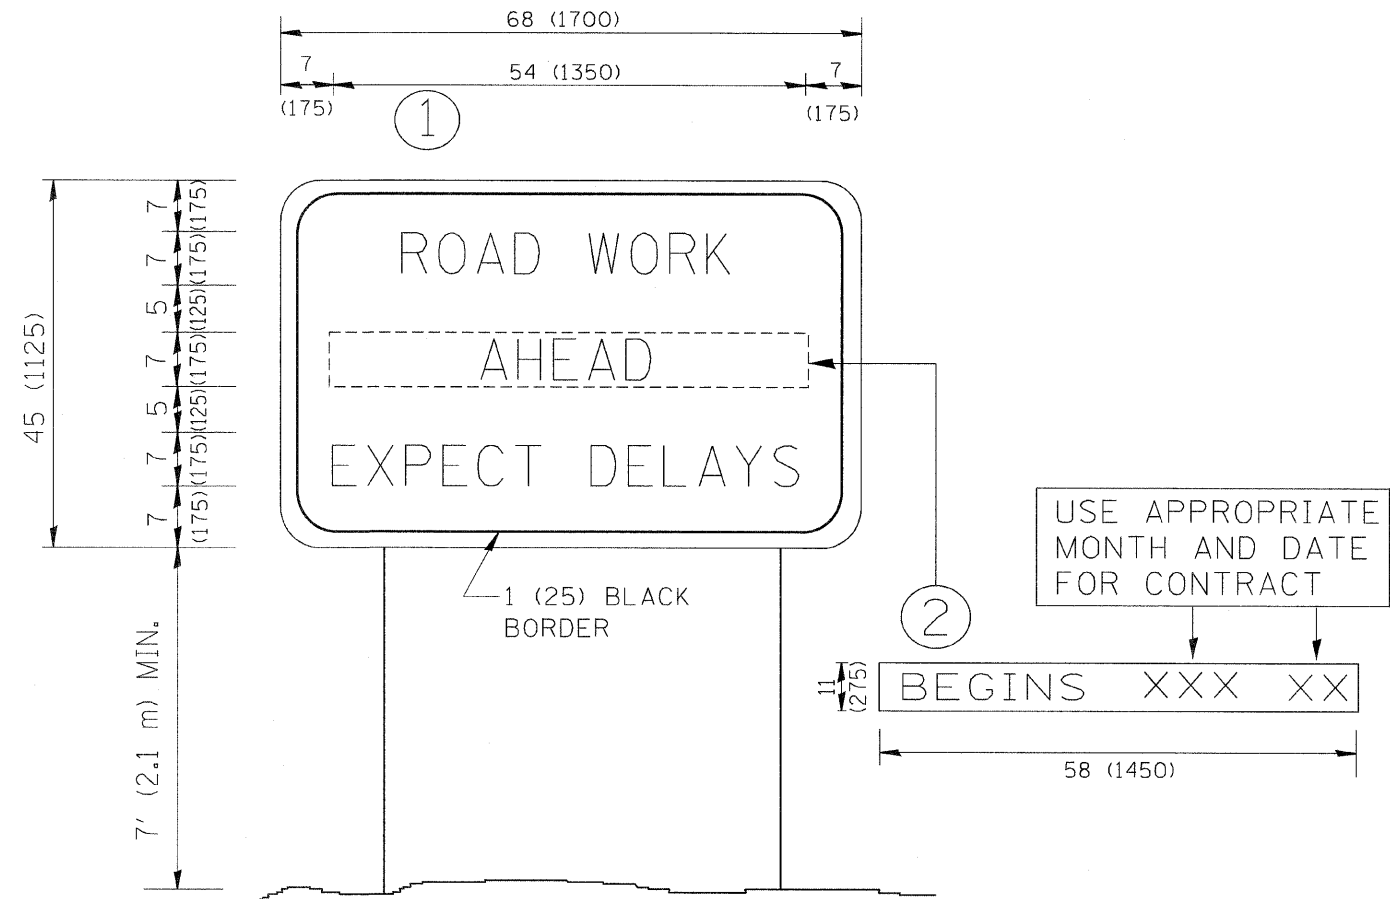 68 (1700)
7
54 (1350)
7
(175)
(175)
1
45 (1125)
7
(175)
7
(175)
5
(125)
7
(175)
5
(125)
7
(175)
7
(175)
ROAD WORK
AHEAD
EXPECT DELAYS
1 (25) BLACK
BORDER
7' (2.1 m) MIN.
USE APPROPRIATE
MONTH AND DATE
FOR CONTRACT
2
11
(275)
BEGINS XXX XX
58 (1450)